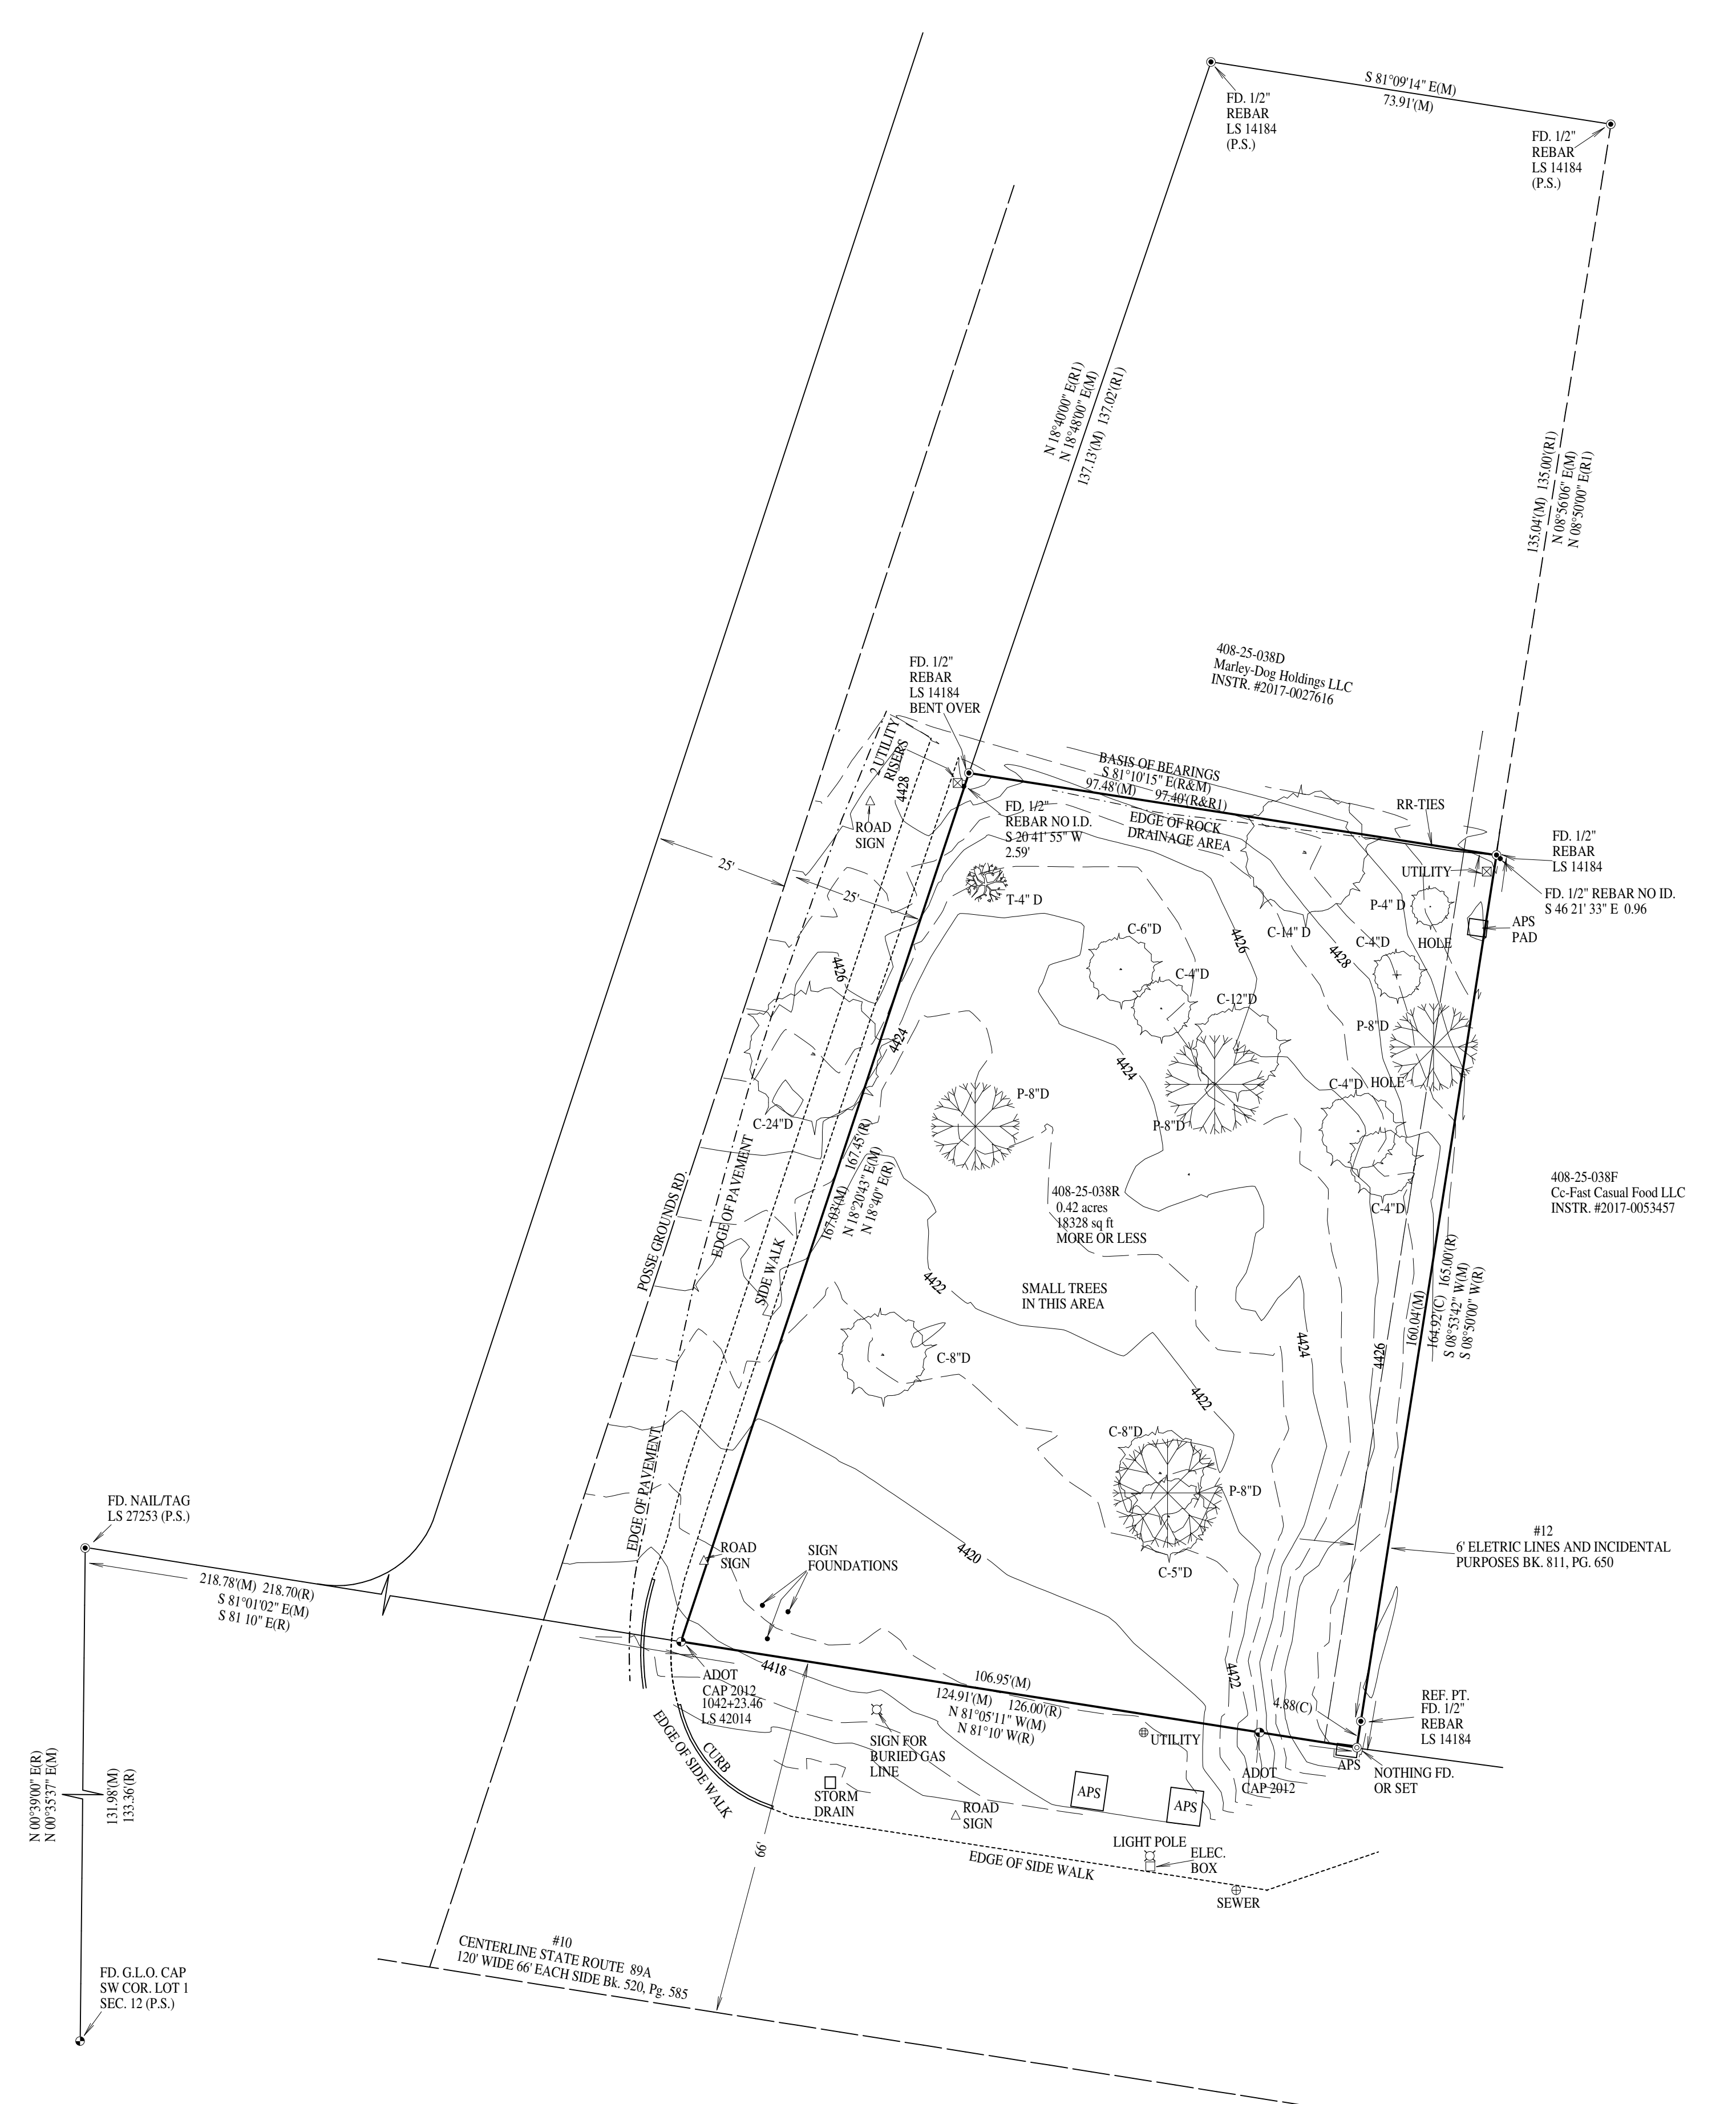 S 81°09'14" E(M)
73.91'(M)
FD. 1/2"
REBAR
LS 14184
(P.S.)
FD. 1/2"
REBAR
LS 14184
(P.S.)
N 18°40'00" E(R1)
N 18°48'00" E(M)
137.13'(M) 137.02'(R1)
135.04'(M) 135.00'(R1)
N 08°56'06" E(M)
N 08°50'00" E(R1)
408-25-038D
Marley-Dog Holdings LLC
INSTR. #2017-0027616
FD. 1/2"
REBAR
LS 14184
BENT OVER
2 UTILITY
RISERS
4428
BASIS OF BEARINGS
S 81°10'15" E(R&M)
97.48'(M) 97.40'(R&R1)
EDGE OF ROCK
DRAINAGE AREA
RR-TIES
FD. 1/2"
REBAR
LS 14184
ROAD
SIGN
FD. 1/2"
REBAR NO I.D.
S 20 41' 55" W
2.59'
UTILITY
FD. 1/2" REBAR NO ID.
S 46 21' 33" E 0.96
25'
25'
T-4" D
P-4" D
APS
PAD
C-6"D
C-14" D
C-4"D
HOLE
4426
4426
4428
C-4"D
C-12"D
P-8"D
4424
4424
C-24"D
P-8"D
P-8"D
C-4"D
HOLE
C-4"D
POSSE GROUNDS RD.
EDGE OF PAVEMENT
SIDE WALK
167.03'(M) 167.45'(R)
N 18°20'43" E(M)
N 18°40' E(R)
408-25-038R
0.42 acres
18328 sq ft
MORE OR LESS
408-25-038F
Cc-Fast Casual Food LLC
INSTR. #2017-0053457
4422
SMALL TREES
IN THIS AREA
160.04'(M)
164.92'(C) 165.00'(R)
S 08°53'42" W(M)
S 08°50'00" W(R)
4424
4426
C-8"D
4422
C-8"D
P-8"D
C-5"D
EDGE OF PAVEMENT
FD. NAIL/TAG
LS 27253 (P.S.)
ROAD
SIGN
SIGN
FOUNDATIONS
4420
#12
6' ELETRIC LINES AND INCIDENTAL
PURPOSES BK. 811, PG. 650
218.78'(M) 218.70(R)
S 81°01'02" E(M)
S 81 10" E(R)
4418
ADOT
CAP 2012
1042+23.46
LS 42014
106.95'(M)
124.91'(M) 126.00'(R)
N 81°05'11" W(M)
N 81°10' W(R)
4422
4.88(C)
REF. PT.
FD. 1/2"
REBAR
LS 14184
SIGN FOR
BURIED GAS
LINE
UTILITY
CURB
EDGE OF SIDE WALK
STORM
DRAIN
APS
APS
APS
ADOT
CAP 2012
NOTHING FD.
OR SET
ROAD
SIGN
N 00°39'00" E(R)
N 00°35'37" E(M)
131.98'(M)
133.36'(R)
66'
LIGHT POLE
ELEC.
BOX
EDGE OF SIDE WALK
SEWER
#10
CENTERLINE STATE ROUTE 89A
120' WIDE 66' EACH SIDE Bk. 520, Pg. 585
FD. G.L.O. CAP
SW COR. LOT 1
SEC. 12 (P.S.)